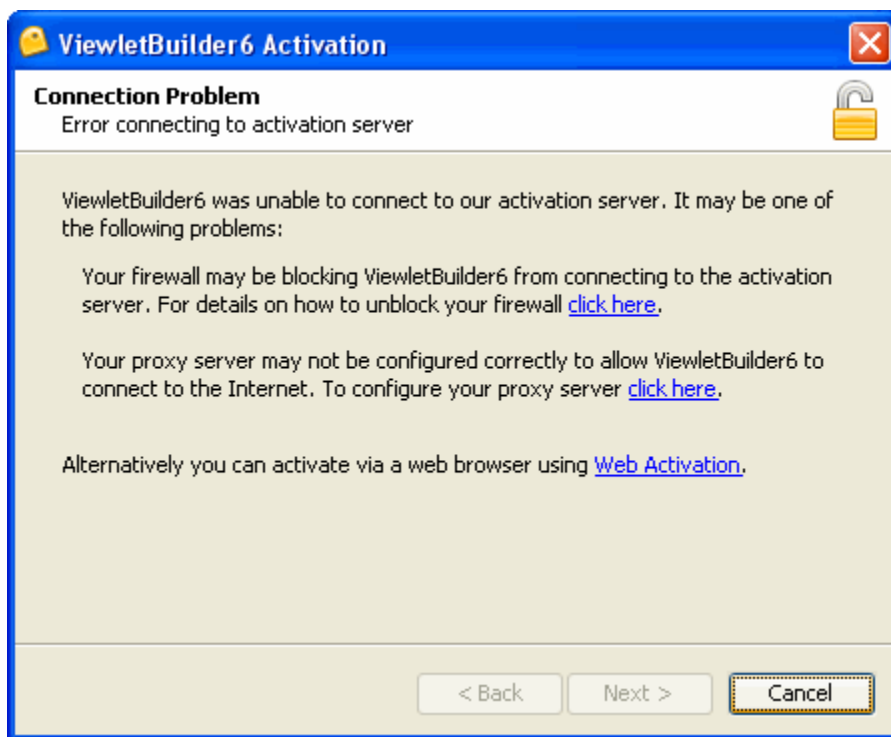 ViewletBuilder6 Activation
Connection Problem
Error connecting to activation server
ViewletBuilder6 was unable to connect to our activation server. It may be one of
the following problems:
Your firewall may be blocking ViewletBuilder6 from connecting to the activation
server. For details on how to unblock your firewall click here.
Your proxy server may not be configured correctly to allow ViewletBuilder6 to
connect to the Internet. To configure your proxy server click here.
Alternatively you can activate via a web browser using Web Activation.
< Back Next > Cancel